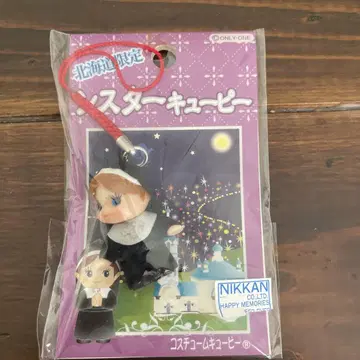 ©ONLY-ONE
北海道限定
シスターキューピー
NIKKAN
CO.,LTD.
HAPPY MEMORIES
コスチュームキューピー®